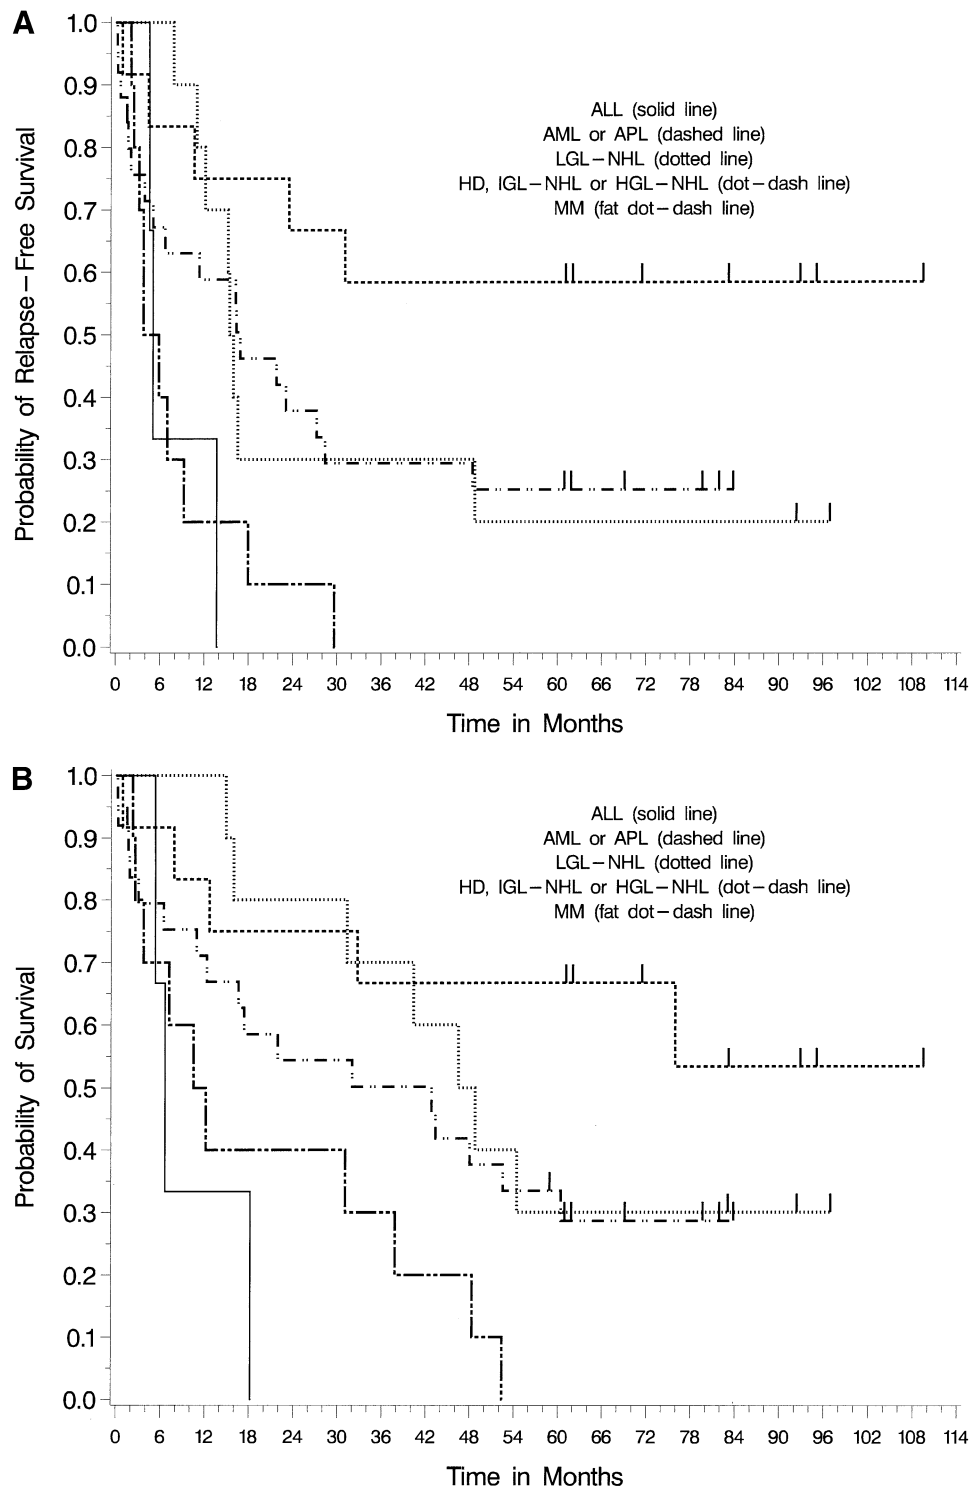 A
1.0
0.9
0.8
0.7
0.6
0.5
0.4
0.3
0.2
0.1
0.0
Probability of Relapse–Free Survival
ALL (solid line)
AML or APL (dashed line)
LGL–NHL (dotted line)
HD, IGL–NHL or HGL–NHL (dot–dash line)
MM (fat dot–dash line)
0 6 12 18 24 30 36 42 48 54 60 66 72 78 84 90 96 102 108 114
Time in Months
B
1.0
0.9
0.8
0.7
0.6
0.5
0.4
0.3
0.2
0.1
0.0
Probability of Survival
ALL (solid line)
AML or APL (dashed line)
LGL–NHL (dotted line)
HD, IGL–NHL or HGL–NHL (dot–dash line)
MM (fat dot–dash line)
0 6 12 18 24 30 36 42 48 54 60 66 72 78 84 90 96 102 108 114
Time in Months